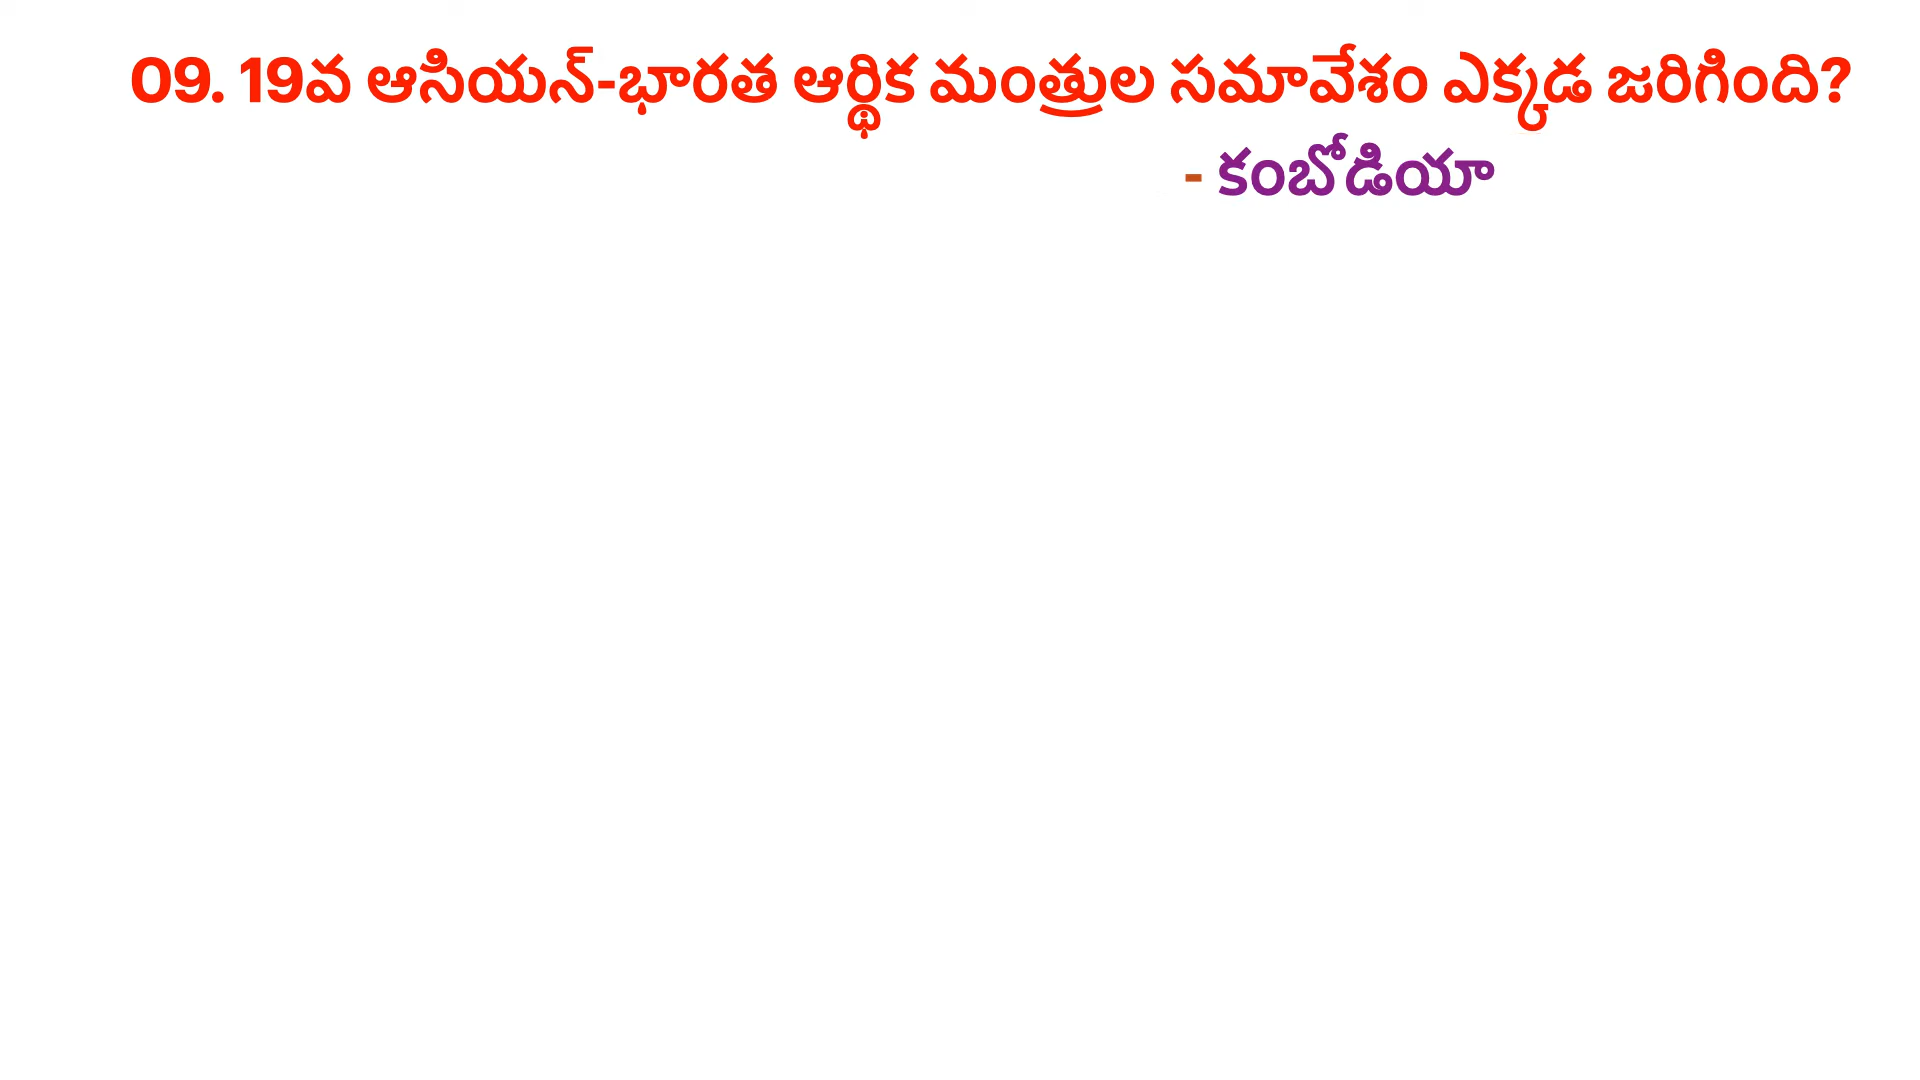 09. 19వ ఆసియన్-భారత ఆర్థిక మంత్రుల సమావేశం ఎక్కడ జరిగింది?
- కంబోడియా